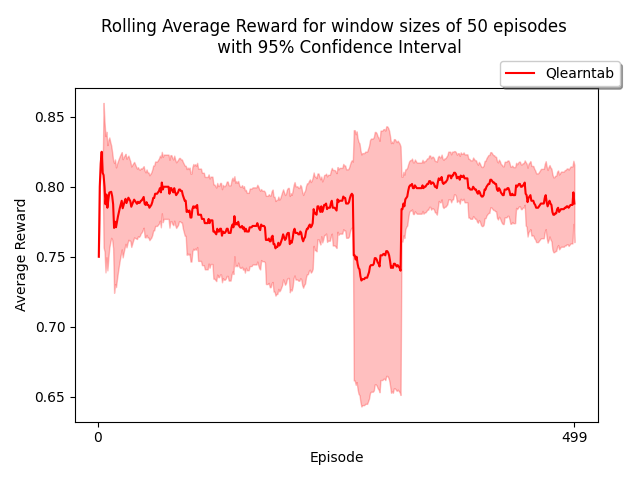 Rolling Average Reward for window sizes of 50 episodes
with 95% Confidence Interval
Qlearntab
0.85
0.80
0.75
0.70
0.65
Average Reward
0
499
Episode